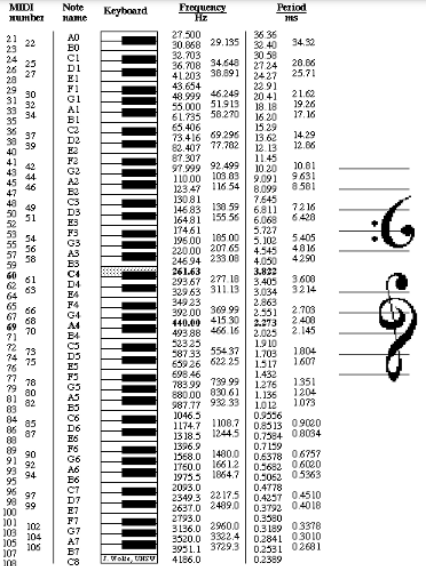 MIDI number Note name Keyboard Frequency Hz Period ms
21 A0 27.500 36.36
22 29.135 34.32
23 B0 30.868 32.40
24 C1 32.703 30.58
25 34.648 28.86
26 D1 36.708 27.24
27 38.891 25.71
28 E1 41.203 24.27
29 F1 43.654 22.91
30 46.249 21.62
31 G1 48.999 20.41
32 51.913 19.26
33 A1 55.000 18.18
34 58.270 17.16
35 B1 61.735 16.20
36 C2 65.406 15.29
37 69.296 14.29
38 D2 73.416 13.62
39 77.782 12.86
40 E2 82.407 12.13
41 F2 87.307 11.45
42 92.499 10.81
43 G2 97.999 10.20
44 103.83 9.631
45 A2 110.00 9.091
46 116.54 8.581
47 B2 123.47 8.099
48 C3 130.81 7.645
49 138.59 7.216
50 D3 146.83 6.811
51 155.56 6.428
52 E3 164.81 6.068
53 F3 174.61 5.727
54 185.00 5.405
55 G3 196.00 5.102
56 207.65 4.816
57 A3 220.00 4.545
58 233.08 4.290
59 B3 246.94 4.050
60 C4 261.63 3.822
61 277.18 3.608
62 D4 293.67 3.405
63 311.13 3.214
64 E4 329.63 3.034
65 F4 349.23 2.863
66 369.99 2.703
67 G4 392.00 2.551
68 415.30 2.408
69 A4 440.00 2.273
70 466.16 2.145
71 B4 493.88 2.025
72 C5 523.25 1.910
73 554.37 1.804
74 D5 587.33 1.703
75 622.25 1.607
76 E5 659.26 1.517
77 F5 698.46 1.432
78 739.99 1.351
79 G5 783.99 1.276
80 830.61 1.204
81 A5 880.00 1.136
82 932.33 1.073
83 B5 987.77 1.012
84 C6 1046.5 0.9556
85 1108.7 0.9020
86 D6 1174.7 0.8513
87 1244.5 0.8034
88 E6 1318.5 0.7584
89 F6 1396.9 0.7159
90 1480.0 0.6757
91 G6 1568.0 0.6378
92 1661.2 0.6020
93 A6 1760.0 0.5682
94 1864.7 0.5363
95 B6 1975.5 0.5062
96 C7 2093.0 0.4778
97 2217.5 0.4510
98 D7 2349.3 0.4257
99 2489.0 0.4018
100 E7 2637.0 0.3792
101 F7 2793.0 0.3580
102 2960.0 0.3378
103 G7 3136.0 0.3189
104 3322.4 0.3010
105 A7 3520.0 0.2841
106 3729.3 0.2681
107 B7 3951.1 0.2531
108 C8 J. Wolfe, UNSW 4186.0 0.2389